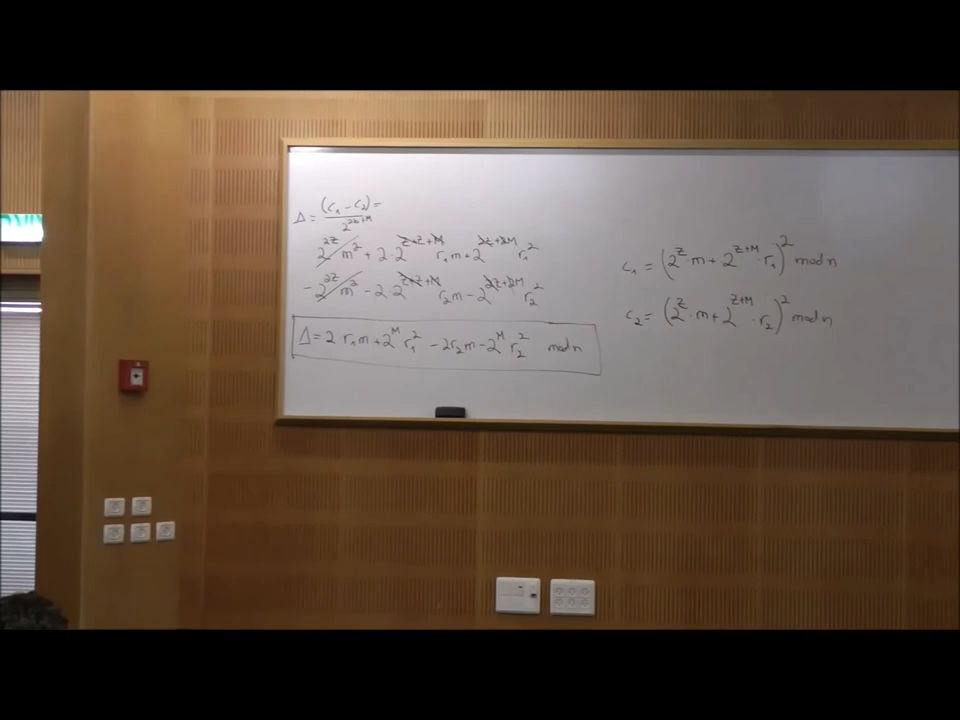 Δ = (c₁ - c₂) / 2^{2z+M} =
2^{2z} m² + 2 · 2^{z+z+M} r₁m + 2^{2z+2M} r₁²
- 2^{2z} m² - 2 · 2^{z+z+M} r₂m - 2^{2z+2M} r₂²
Δ = 2 r₁m + 2^M r₁² - 2r₂m - 2^M r₂² mod n
c₁ = (2^z · m + 2^{z+M} · r₁)² mod n
c₂ = (2^z · m + 2^{z+M} · r₂)² mod n